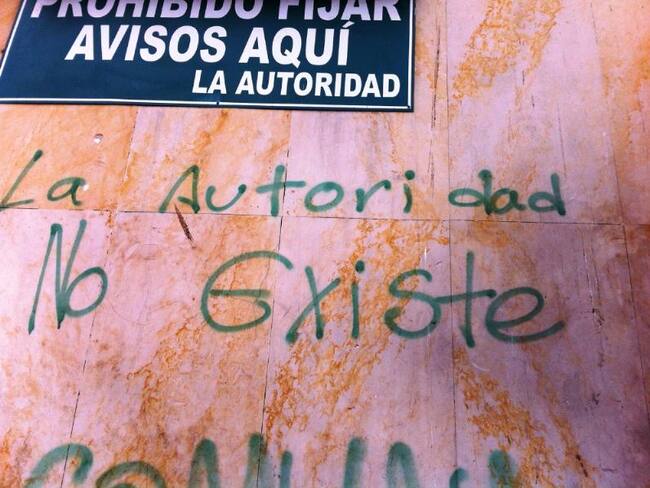 PROHIBIDO FIJAR
AVISOS AQUÍ
LA AUTORIDAD
La Autoridad
No Existe